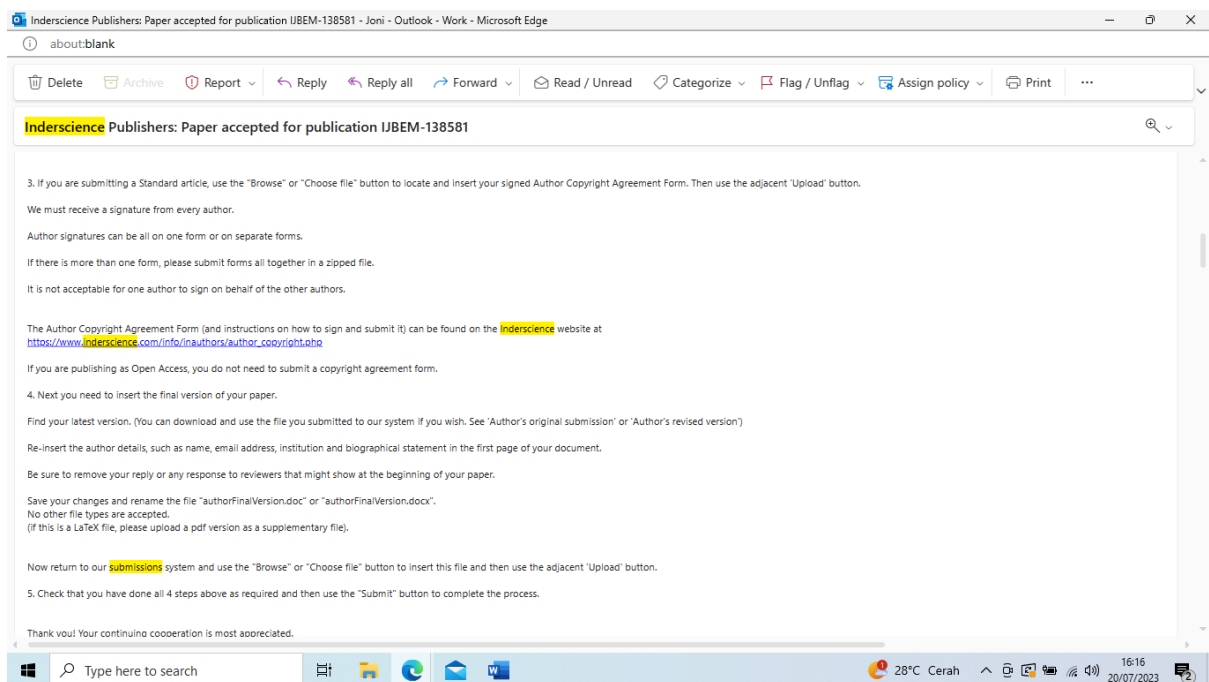 Inderscience Publishers: Paper accepted for publication IJBEM-138581 - Joni - Outlook - Work - Microsoft Edge
about:blank
Delete Archive Report Reply Reply all Forward Read / Unread Categorize Flag / Unflag Assign policy Print ...
Inderscience Publishers: Paper accepted for publication IJBEM-138581
3. If you are submitting a Standard article, use the "Browse" or "Choose file" button to locate and insert your signed Author Copyright Agreement Form. Then use the adjacent 'Upload' button.
We must receive a signature from every author.
Author signatures can be all on one form or on separate forms.
If there is more than one form, please submit forms all together in a zipped file.
It is not acceptable for one author to sign on behalf of the other authors.
The Author Copyright Agreement Form (and instructions on how to sign and submit it) can be found on the Inderscience website at
https://www.inderscience.com/info/inauthors/author_copyright.php
If you are publishing as Open Access, you do not need to submit a copyright agreement form.
4. Next you need to insert the final version of your paper.
Find your latest version. (You can download and use the file you submitted to our system if you wish. See 'Author's original submission' or 'Author's revised version')
Re-insert the author details, such as name, email address, institution and biographical statement in the first page of your document.
Be sure to remove your reply or any response to reviewers that might show at the beginning of your paper.
Save your changes and rename the file "authorFinalVersion.doc" or "authorFinalVersion.docx".
No other file types are accepted.
(if this is a LaTeX file, please upload a pdf version as a supplementary file).
Now return to our submissions system and use the "Browse" or "Choose file" button to insert this file and then use the adjacent 'Upload' button.
5. Check that you have done all 4 steps above as required and then use the "Submit" button to complete the process.
Thank you! Your continuing cooperation is most appreciated.
Type here to search
28°C Cerah
16:16
20/07/2023
2